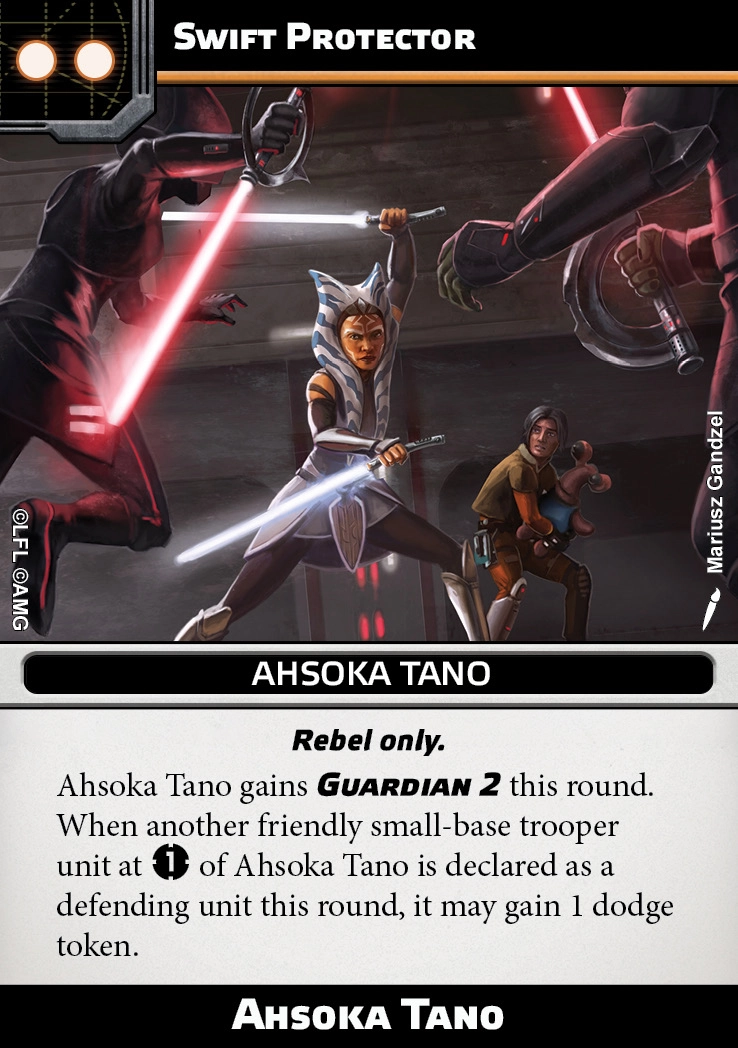 Swift Protector
©LFL ©AMG
Mariusz Gandzel
AHSOKA TANO
Rebel only.
Ahsoka Tano gains Guardian 2 this round.
When another friendly small-base trooper
unit at 1 of Ahsoka Tano is declared as a
defending unit this round, it may gain 1 dodge
token.
Ahsoka Tano